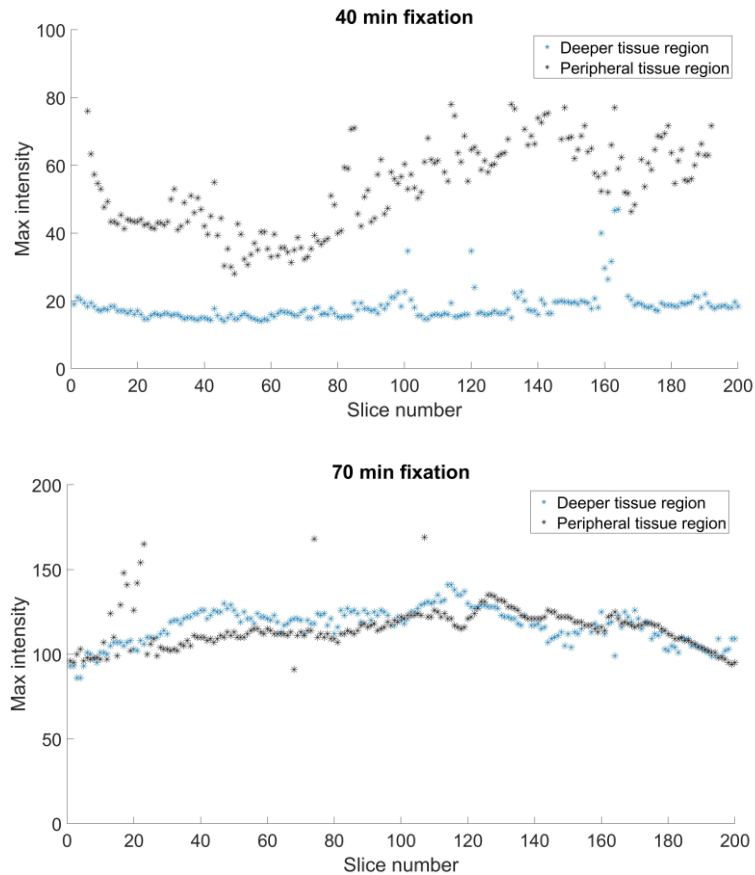 40 min fixation
100
80
60
40
20
0
Max intensity
Deeper tissue region
Peripheral tissue region
0 20 40 60 80 100 120 140 160 180 200
Slice number
70 min fixation
200
150
100
50
0
Max intensity
Deeper tissue region
Peripheral tissue region
0 20 40 60 80 100 120 140 160 180 200
Slice number